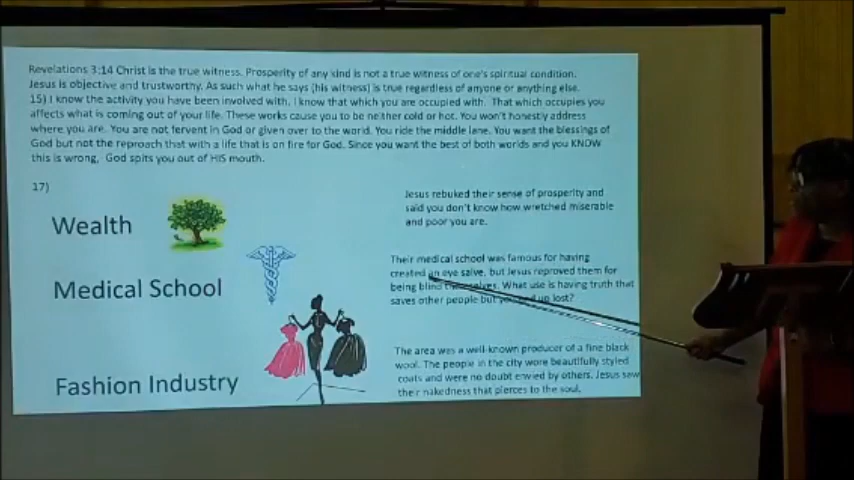 Revelations 3:14 Christ is the true witness. Prosperity of any kind is not a true witness of one's spiritual condition.
Jesus is objective and trustworthy. As such what he says (his witness) is true regardless of anyone or anything else.
15) I know the activity you have been involved with. I know that which you are occupied with. That which occupies you
affects what is coming out of your life. These works cause you to be neither cold or hot. You won't honestly address
where you are. You are not fervent in God or given over to the world. You ride the middle lane. You want the blessings of
God but not the reproach that with a life that is on fire for God. Since you want the best of both worlds and you KNOW
this is wrong, God spits you out of HIS mouth.
17)
Wealth
Jesus rebuked their sense of prosperity and
said you don't know how wretched miserable
and poor you are.
Medical School
Their medical school was famous for having
created an eye salve, but Jesus reproved them for
being blind themselves. What use is having truth that
saves other people but you end up lost?
Fashion Industry
The area was a well-known producer of a fine black
wool. The people in the city wore beautifully styled
coats and were no doubt envied by others. Jesus saw
their nakedness that pierces to the soul.